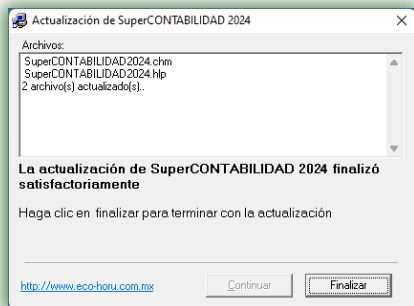 Actualización de SuperCONTABILIDAD 2024
Archivos:
SuperCONTABILIDAD2024.chm
SuperCONTABILIDAD2024.hlp
2 archivo(s) actualizado(s)..
La actualización de SuperCONTABILIDAD 2024 finalizó
satisfactoriamente
Haga clic en finalizar para terminar con la actualización
http://www.eco-horu.com.mx
Continuar
Finalizar